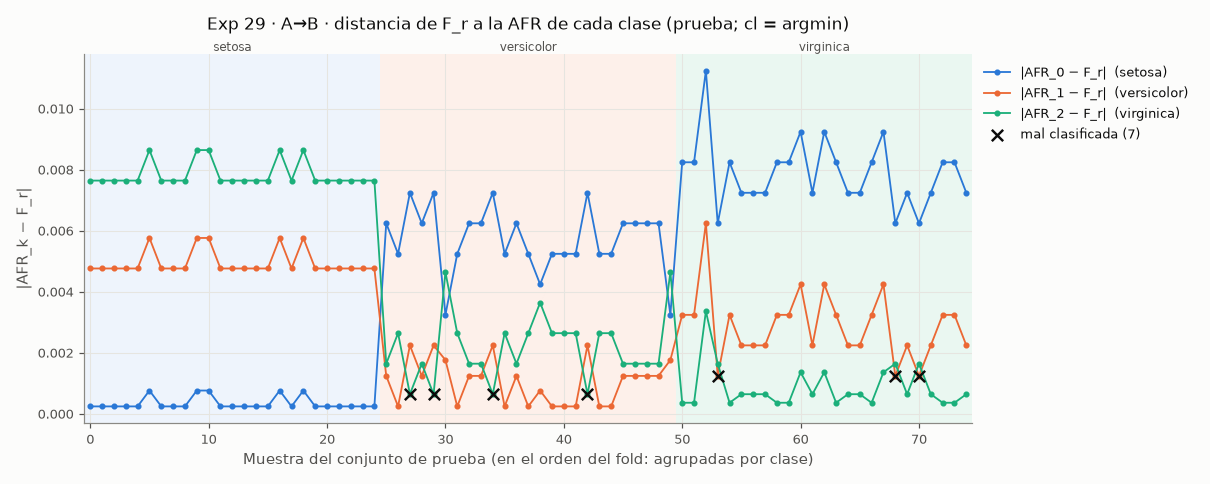 Exp 29 · A→B · distancia de F_r a la AFR de cada clase (prueba; cl = argmin)
setosa
versicolor
virginica
|AFR_0 − F_r| (setosa)
|AFR_1 − F_r| (versicolor)
|AFR_2 − F_r| (virginica)
mal clasificada (7)
|AFR_k − F_r|
0.010
0.008
0.006
0.004
0.002
0.000
0
10
20
30
40
50
60
70
Muestra del conjunto de prueba (en el orden del fold: agrupadas por clase)